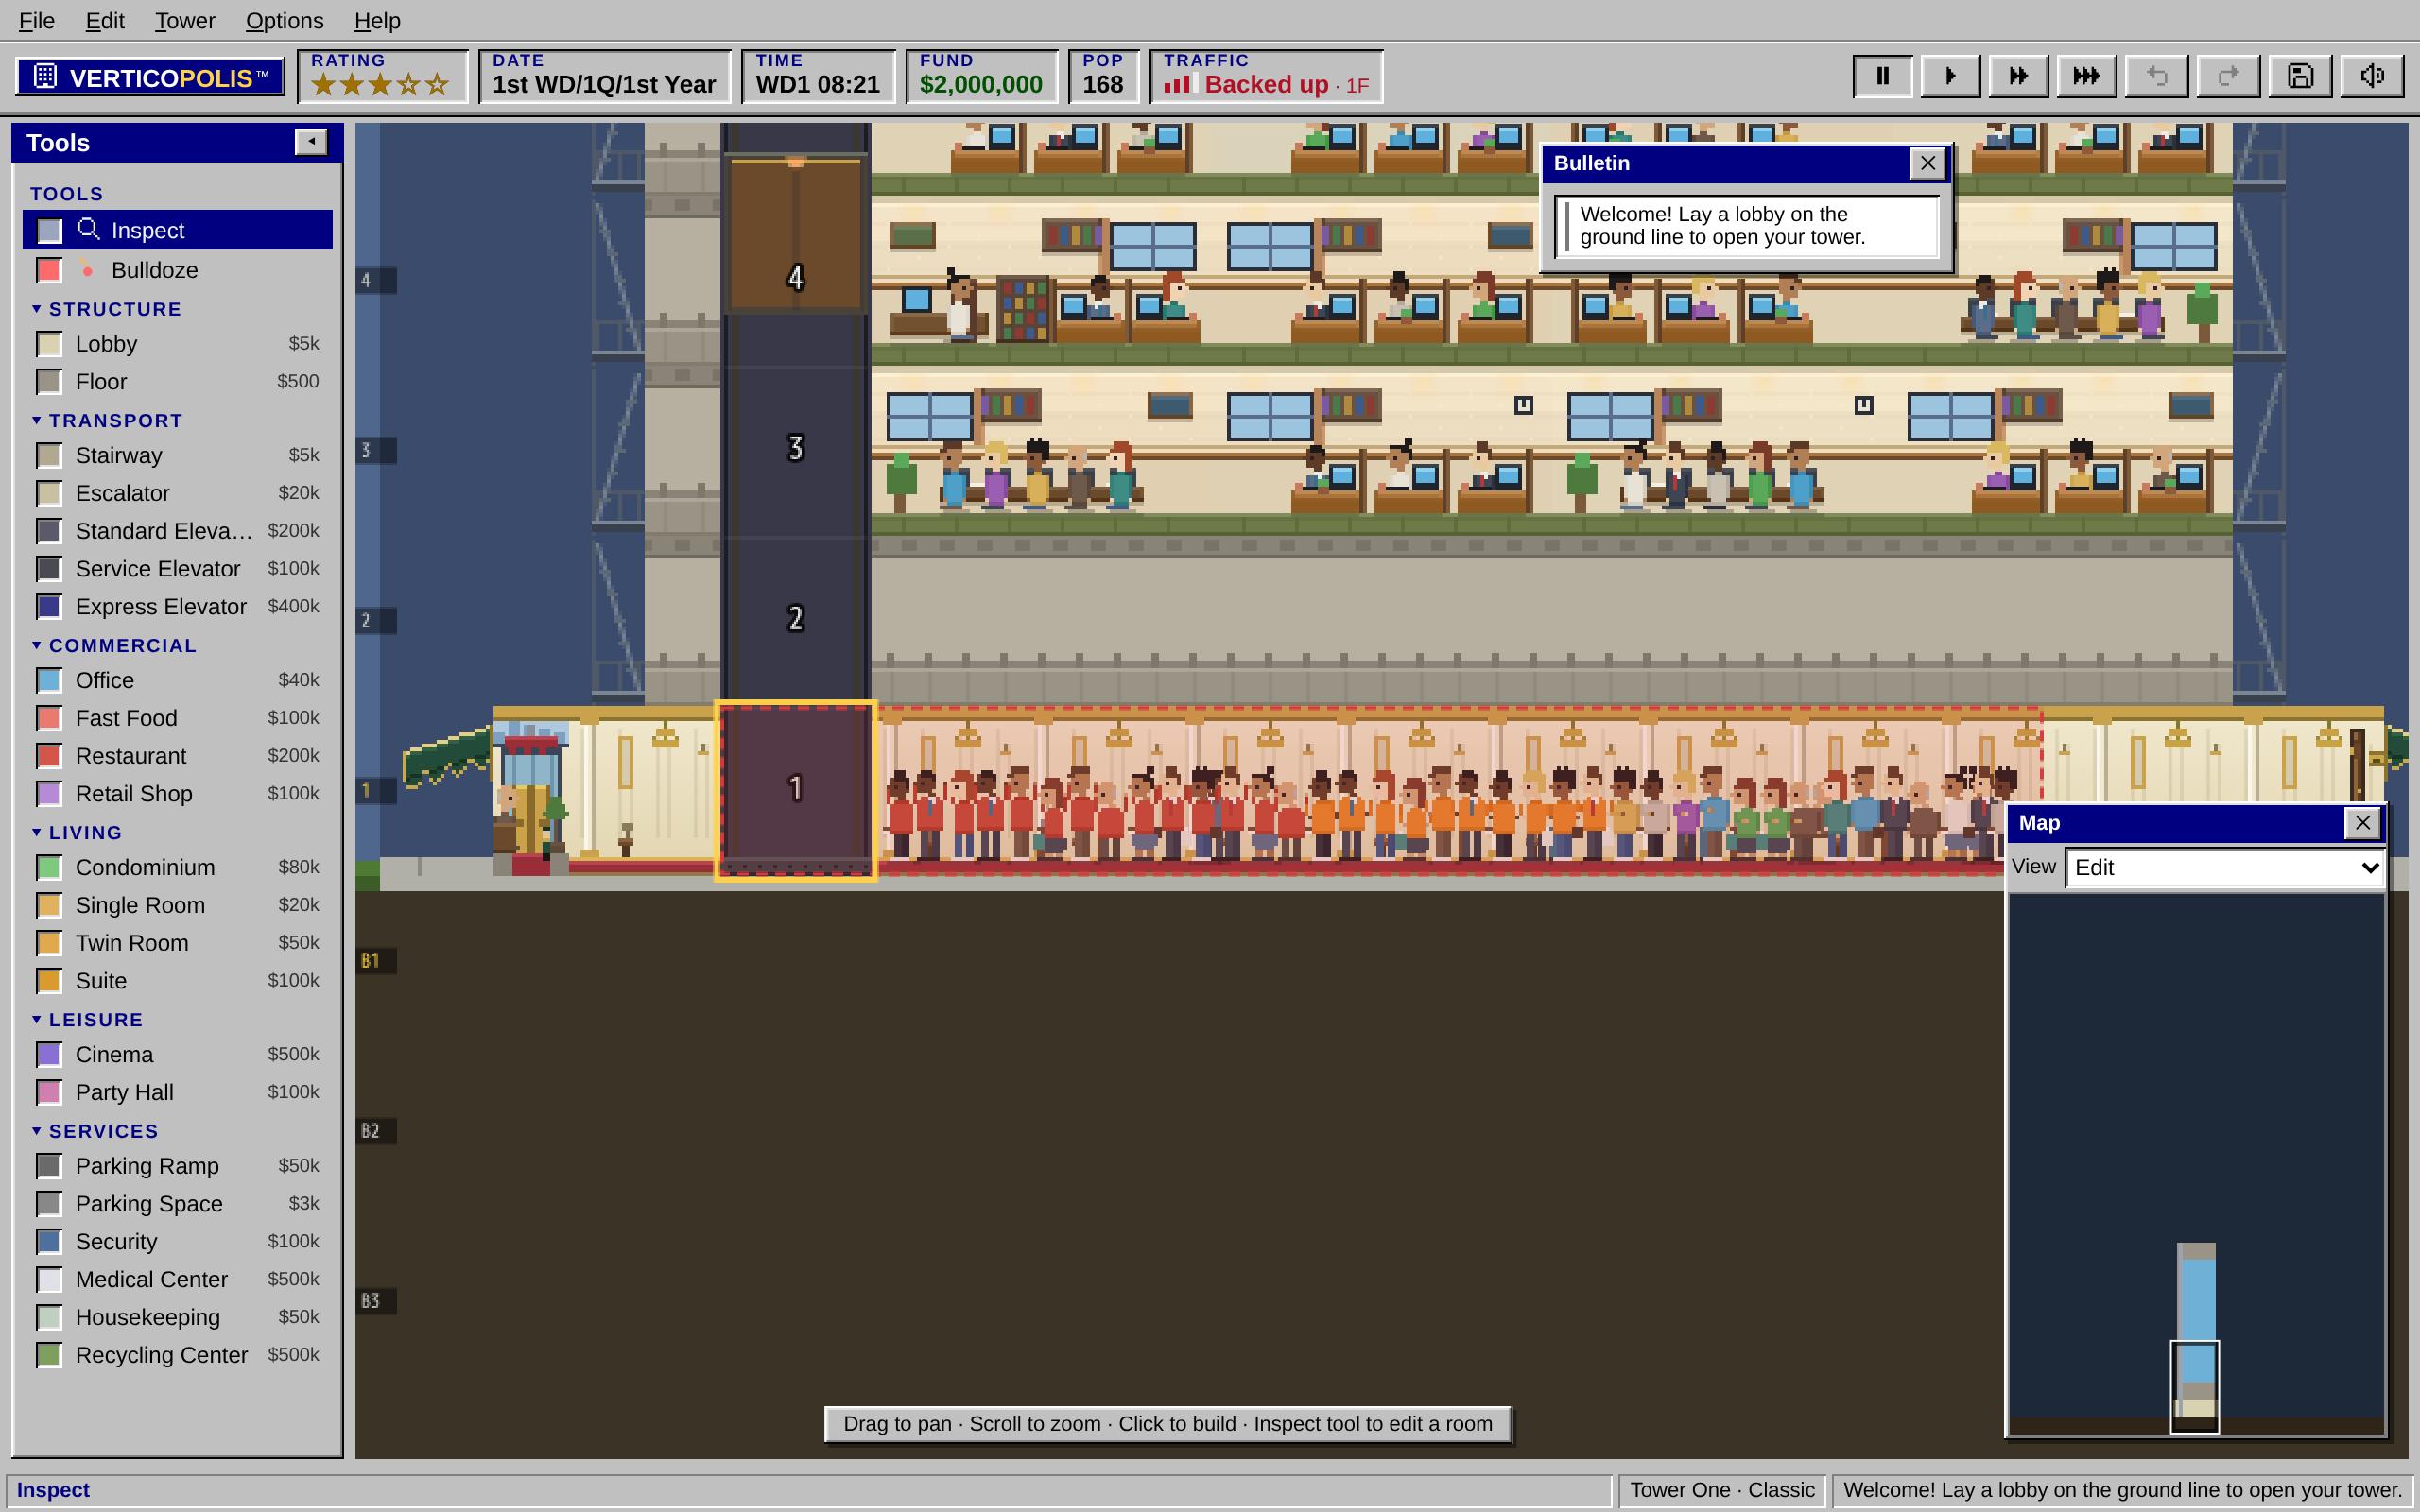 File Edit Tower Options Help
VERTICOPOLIS™
RATING
DATE
1st WD/1Q/1st Year
TIME
WD1 08:21
FUND
$2,000,000
POP
168
TRAFFIC
Backed up · 1F
Tools
TOOLS
Inspect
Bulldoze
STRUCTURE
Lobby $5k
Floor $500
TRANSPORT
Stairway $5k
Escalator $20k
Standard Eleva… $200k
Service Elevator $100k
Express Elevator $400k
COMMERCIAL
Office $40k
Fast Food $100k
Restaurant $200k
Retail Shop $100k
LIVING
Condominium $80k
Single Room $20k
Twin Room $50k
Suite $100k
LEISURE
Cinema $500k
Party Hall $100k
SERVICES
Parking Ramp $50k
Parking Space $3k
Security $100k
Medical Center $500k
Housekeeping $50k
Recycling Center $500k
4
3
2
1
B1
B2
B3
4
3
2
1
Bulletin
Welcome! Lay a lobby on the
ground line to open your tower.
Map
View Edit
Drag to pan · Scroll to zoom · Click to build · Inspect tool to edit a room
Inspect
Tower One · Classic
Welcome! Lay a lobby on the ground line to open your tower.